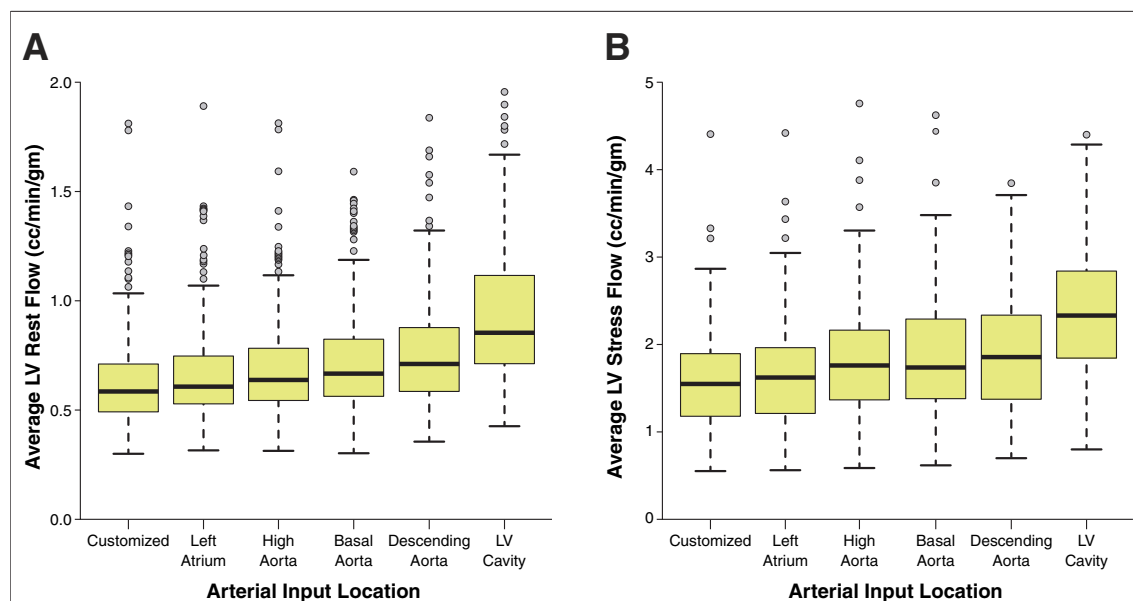 A
Average LV Rest Flow (cc/min/gm)
2.0
1.5
1.0
0.5
0.0
Customized
Left
Atrium
High
Aorta
Basal
Aorta
Descending
Aorta
LV
Cavity
Arterial Input Location
B
Average LV Stress Flow (cc/min/gm)
5
4
3
2
1
0
Customized
Left
Atrium
High
Aorta
Basal
Aorta
Descending
Aorta
LV
Cavity
Arterial Input Location